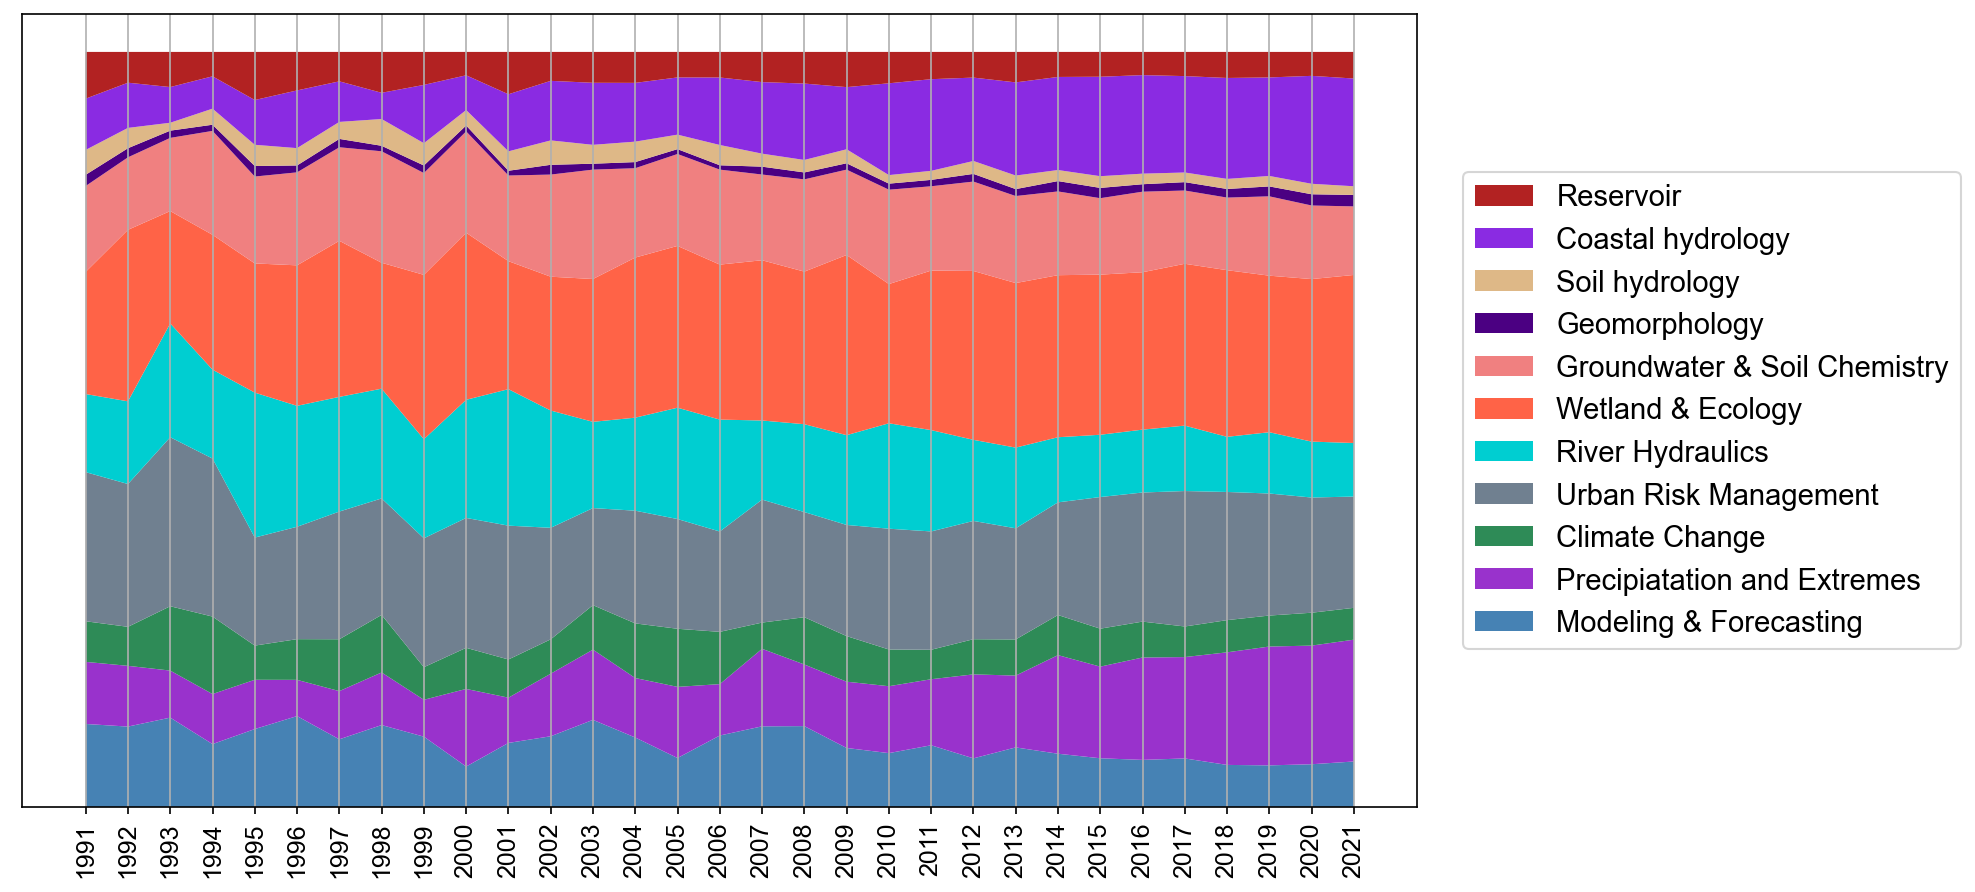 Reservoir
Coastal hydrology
Soil hydrology
Geomorphology
Groundwater & Soil Chemistry
Wetland & Ecology
River Hydraulics
Urban Risk Management
Climate Change
Precipiatation and Extremes
Modeling & Forecasting
1991 1992 1993 1994 1995 1996 1997 1998 1999 2000 2001 2002 2003 2004 2005 2006 2007 2008 2009 2010 2011 2012 2013 2014 2015 2016 2017 2018 2019 2020 2021